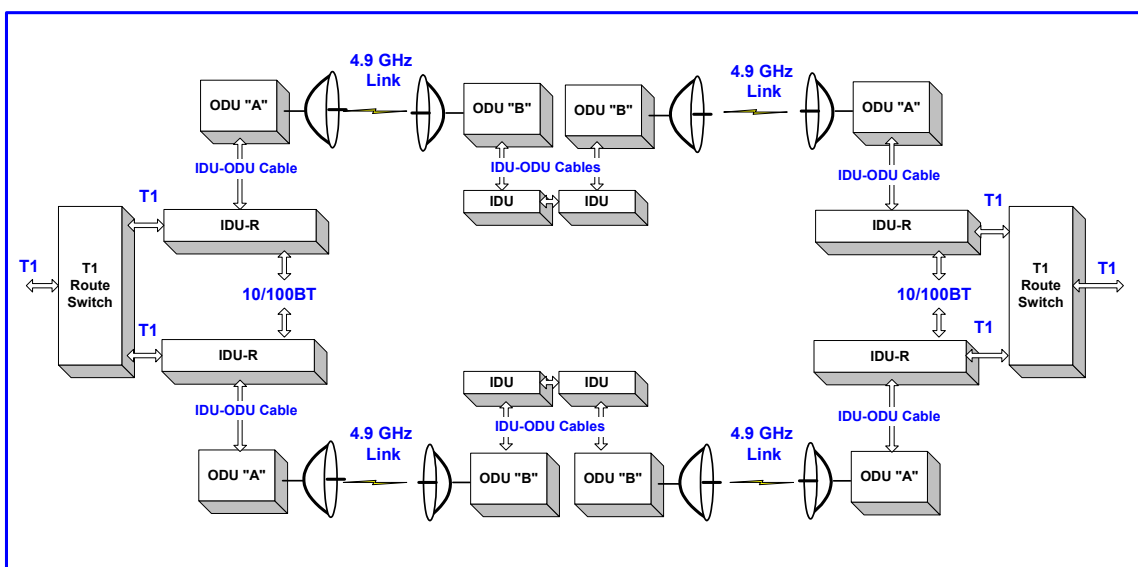 4.9 GHz
Link
4.9 GHz
Link
ODU "A"
ODU "B"
ODU "B"
ODU "A"
IDU-ODU Cable
IDU-ODU Cables
IDU-ODU Cable
T1
IDU
IDU
T1
IDU-R
IDU-R
T1
T1
Route
Switch
10/100BT
10/100BT
T1
Route
Switch
T1
T1
T1
IDU-R
IDU-R
IDU
IDU
IDU-ODU Cable
IDU-ODU Cables
IDU-ODU Cable
4.9 GHz
Link
4.9 GHz
Link
ODU "A"
ODU "B"
ODU "B"
ODU "A"